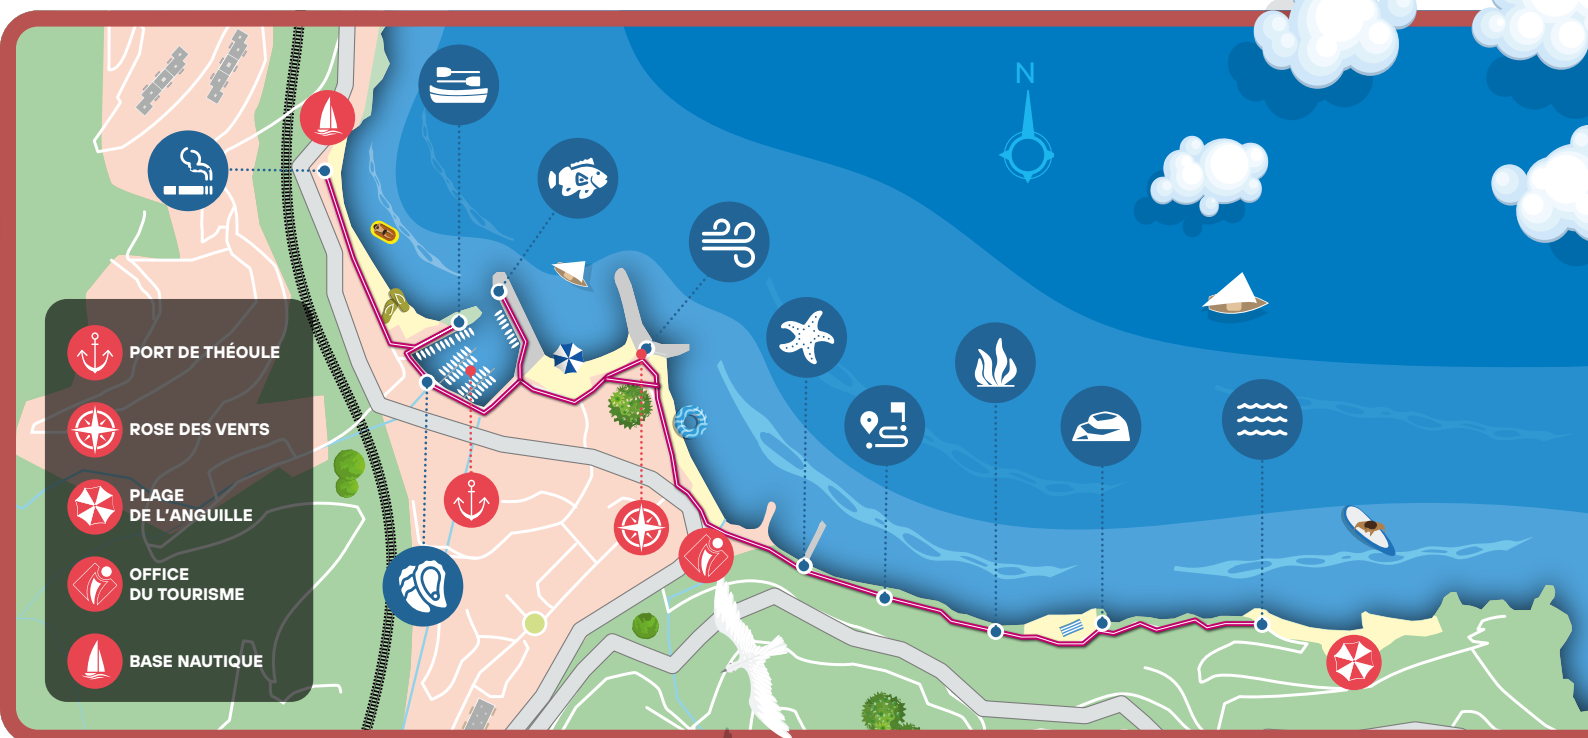 N
PORT DE THÉOULE
ROSE DES VENTS
PLAGE
DE L'ANGUILLE
OFFICE
DU TOURISME
BASE NAUTIQUE